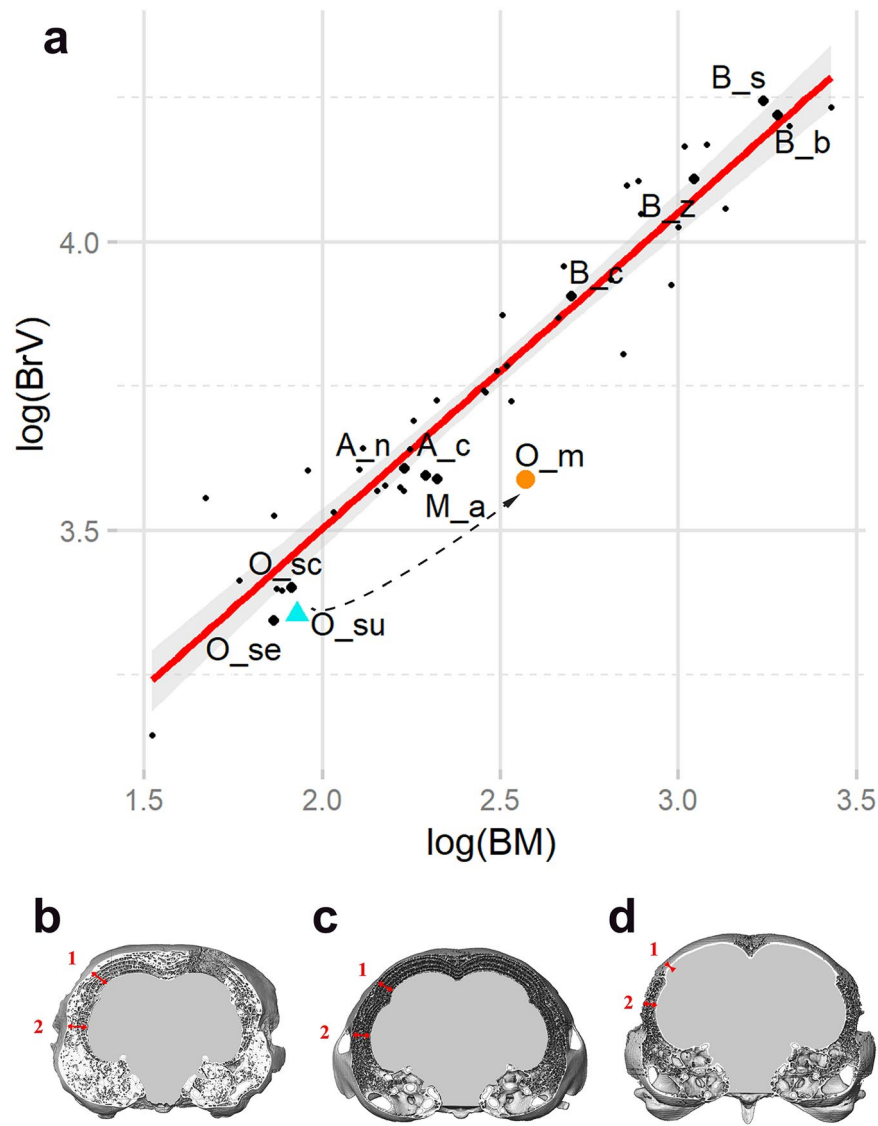 a
log(BrV)
4.0
3.5
B_s
B_b
B_z
B_c
A_n
A_c
O_m
M_a
O_sc
O_su
O_se
1.5
2.0
2.5
3.0
3.5
log(BM)
b
c
d
1
2
1
2
1
2